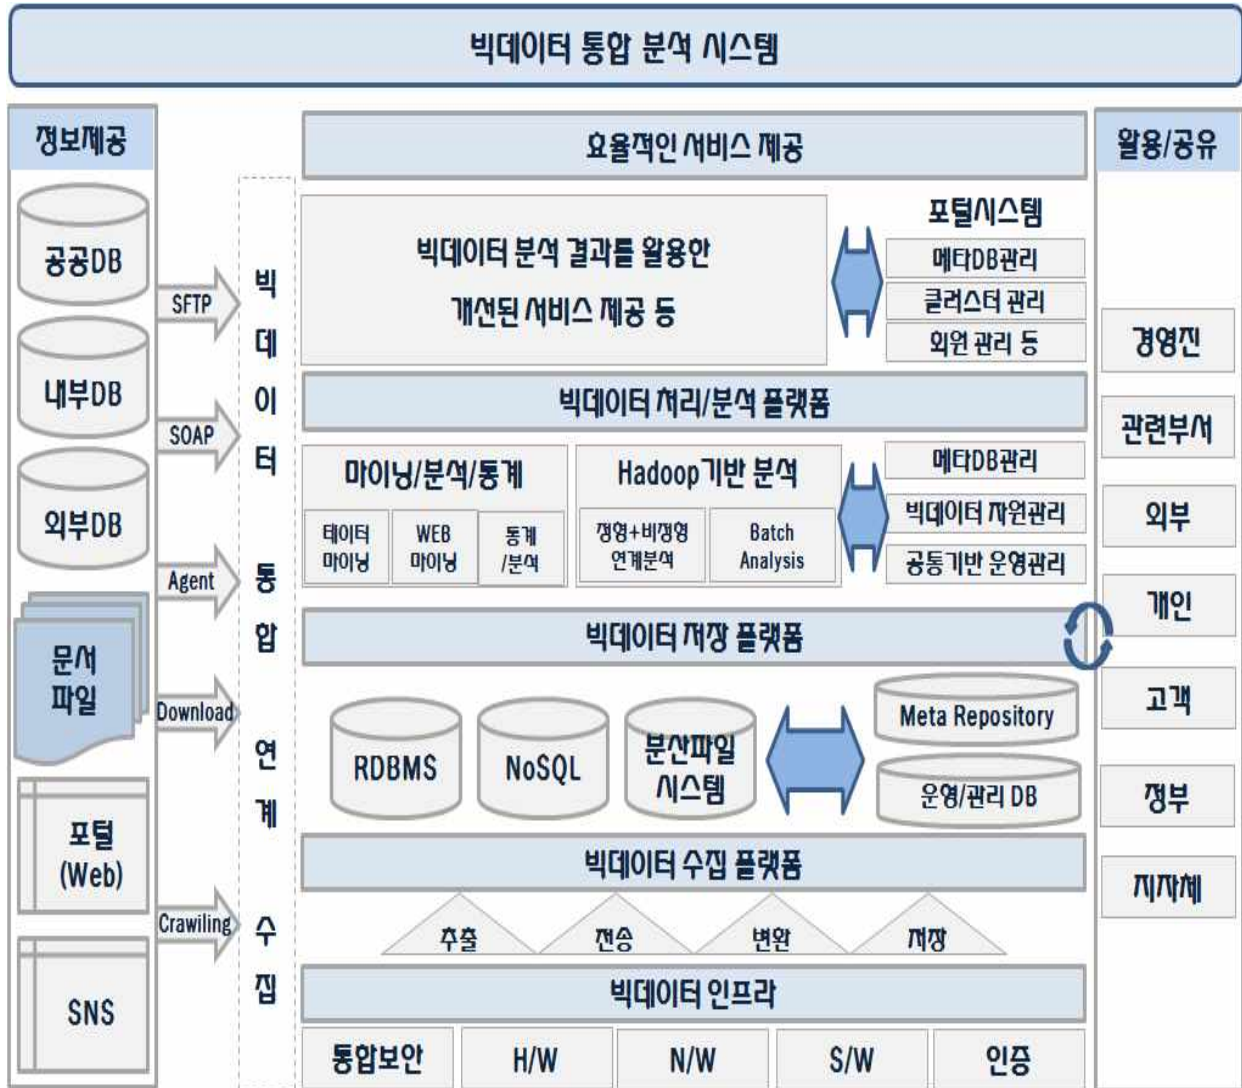 빅데이터 통합 분석 시스템
정보제공
공공DB
내부DB
외부DB
문서
파일
포털
(Web)
SNS
SFTP
SOAP
Agent
Download
Crawiling
빅
데
이
터
통
합
연
계
수
집
효율적인 서비스 제공
빅데이터 분석 결과를 활용한
개선된 서비스 제공 등
포털시스템
메타DB관리
클러스터 관리
회원 관리 등
빅데이터 처리/분석 플랫폼
마이닝/분석/통계
테이터
마이닝
WEB
마이닝
통계
/분석
Hadoop기반 분석
정형+비정형
연계분석
Batch
Analysis
메타DB관리
빅데이터 자원관리
공통기반 운영관리
빅데이터 저장 플랫폼
RDBMS
NoSQL
분산파일
시스템
Meta Repository
운영/관리 DB
빅데이터 수집 플랫폼
추출
전송
변환
저장
빅데이터 인프라
통합보안
H/W
N/W
S/W
인증
활용/공유
경영진
관련부서
외부
개인
고객
정부
지자체